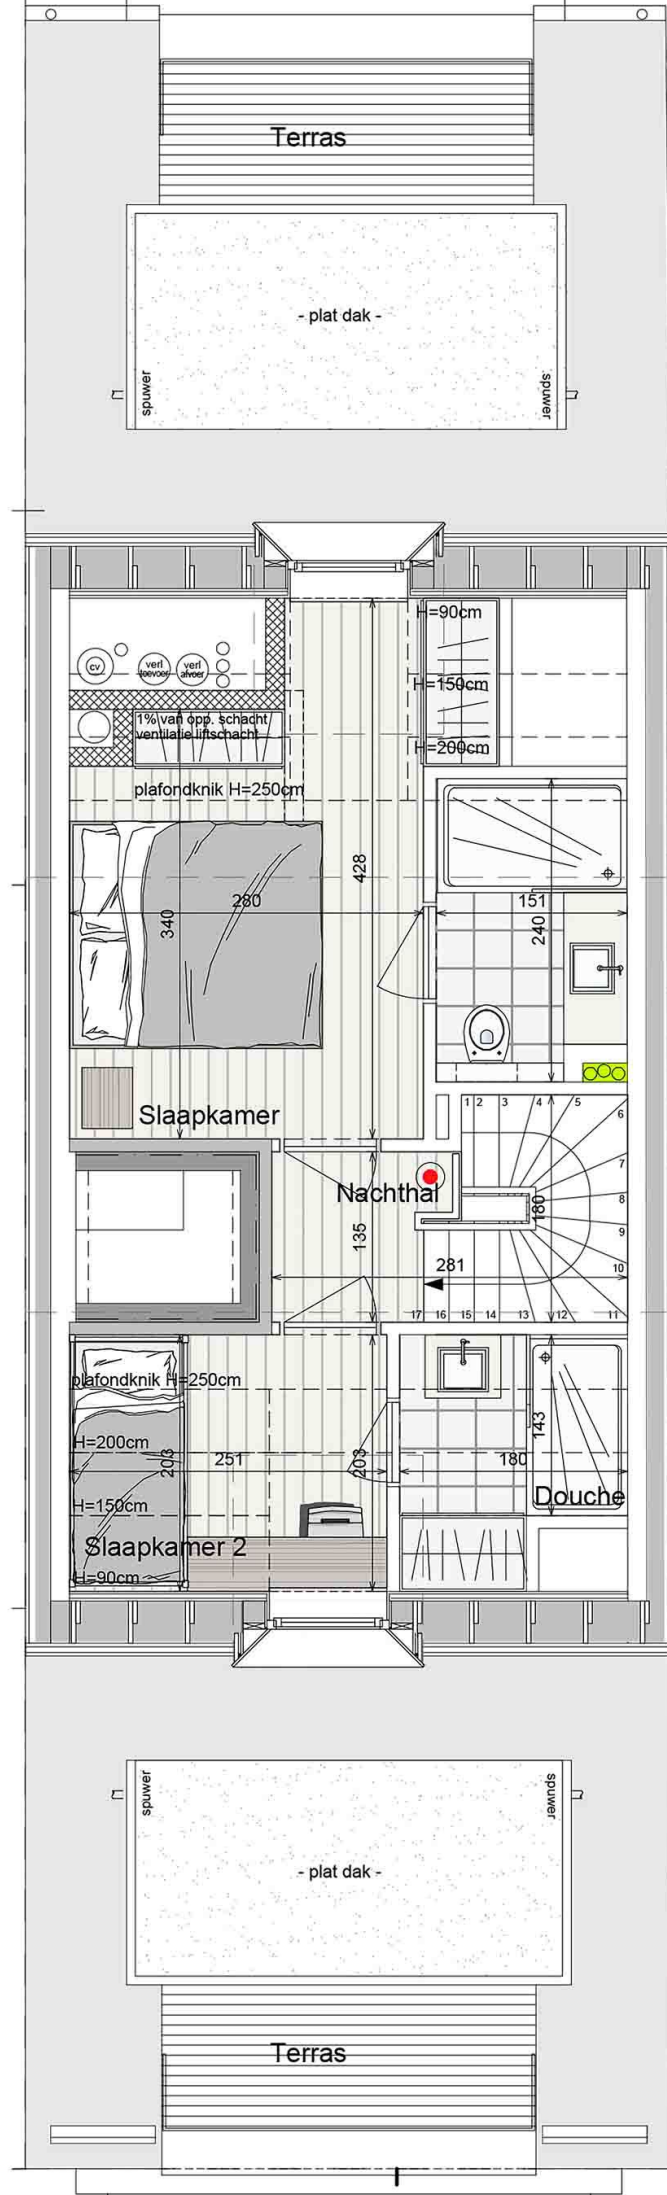 Terras
- plat dak -
spuwer
spuwer
H=90cm
cv
verl toevoer
verl afvoer
H=150cm
1% van opp. schacht
ventilatie liftschacht
H=200cm
plafondknik H=250cm
428
280
340
151
240
Slaapkamer
1 2 3 4 5
6
7
8
9
10
11
12
13
14
15
16
17
Nachthal
180
135
281
plafondknik H=250cm
H=200cm
203
251
203
180
143
H=150cm
Douche
Slaapkamer 2
H=90cm
spuwer
spuwer
- plat dak -
Terras